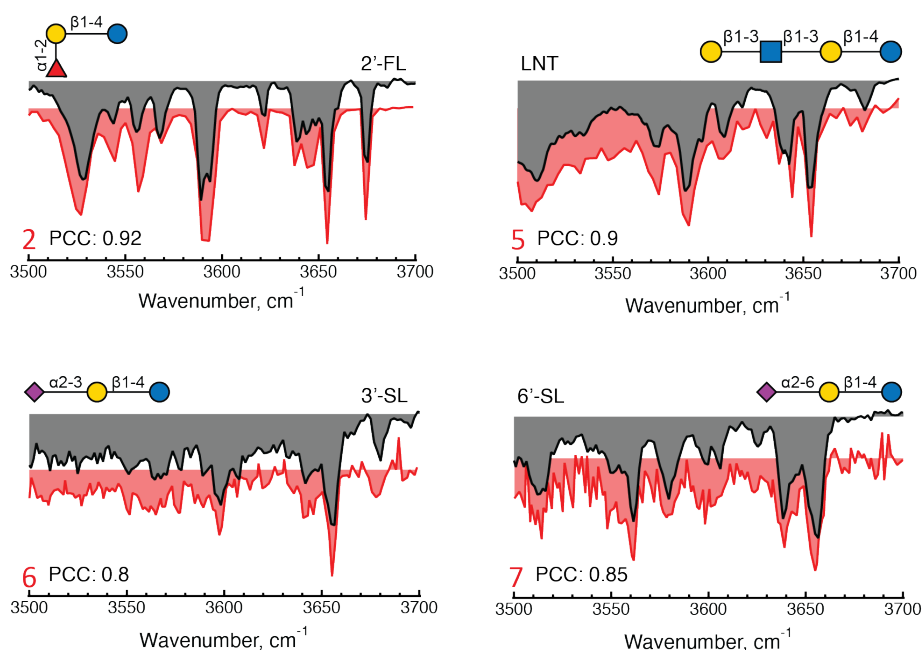 β1-4
α1-2
2'-FL
2 PCC: 0.92
3500 3550 3600 3650 3700
Wavenumber, cm-1
β1-3 β1-3 β1-4
LNT
5 PCC: 0.9
3500 3550 3600 3650 3700
Wavenumber, cm-1
α2-3 β1-4
3'-SL
6 PCC: 0.8
3500 3550 3600 3650 3700
Wavenumber, cm-1
α2-6 β1-4
6'-SL
7 PCC: 0.85
3500 3550 3600 3650 3700
Wavenumber, cm-1